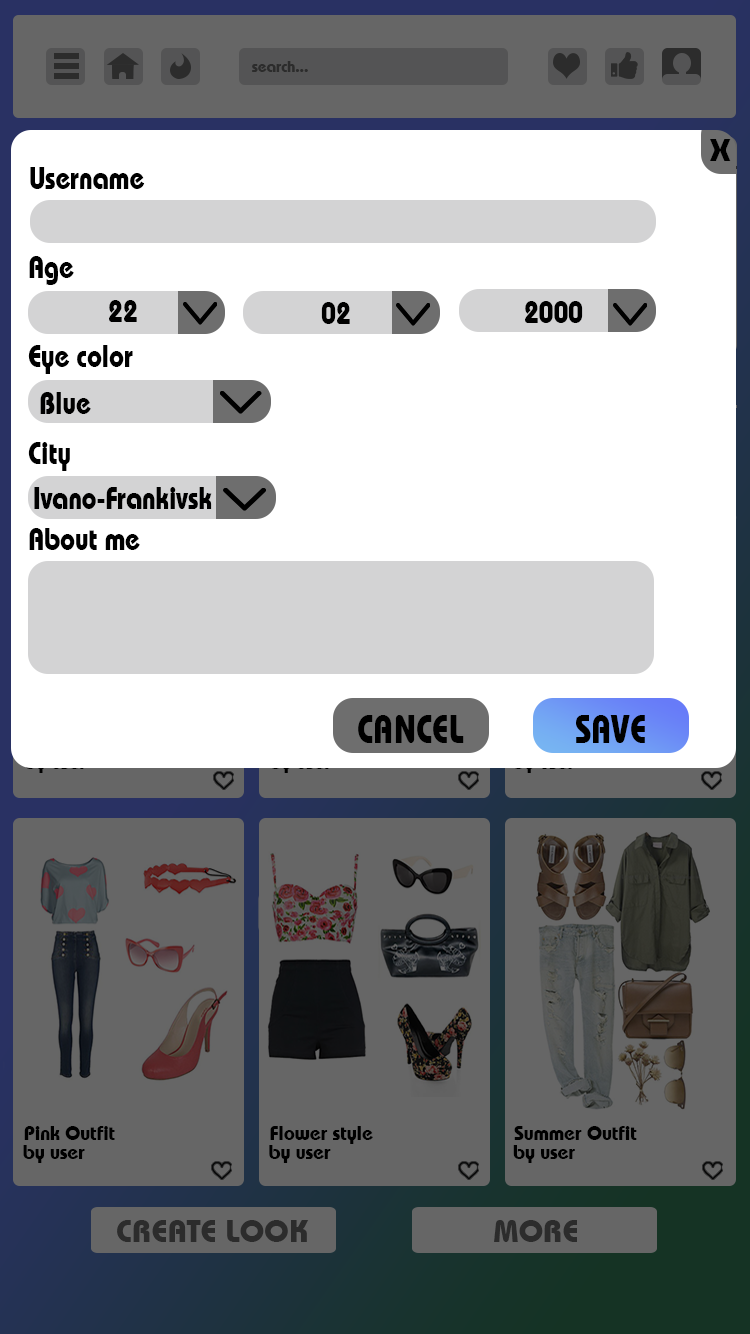 search...
X
Username
Age
22 02 2000
Eye color
Blue
City
Ivano-Frankivsk
About me
CANCEL SAVE
Pink Outfit
by user
Flower style
by user
Summer Outfit
by user
CREATE LOOK MORE